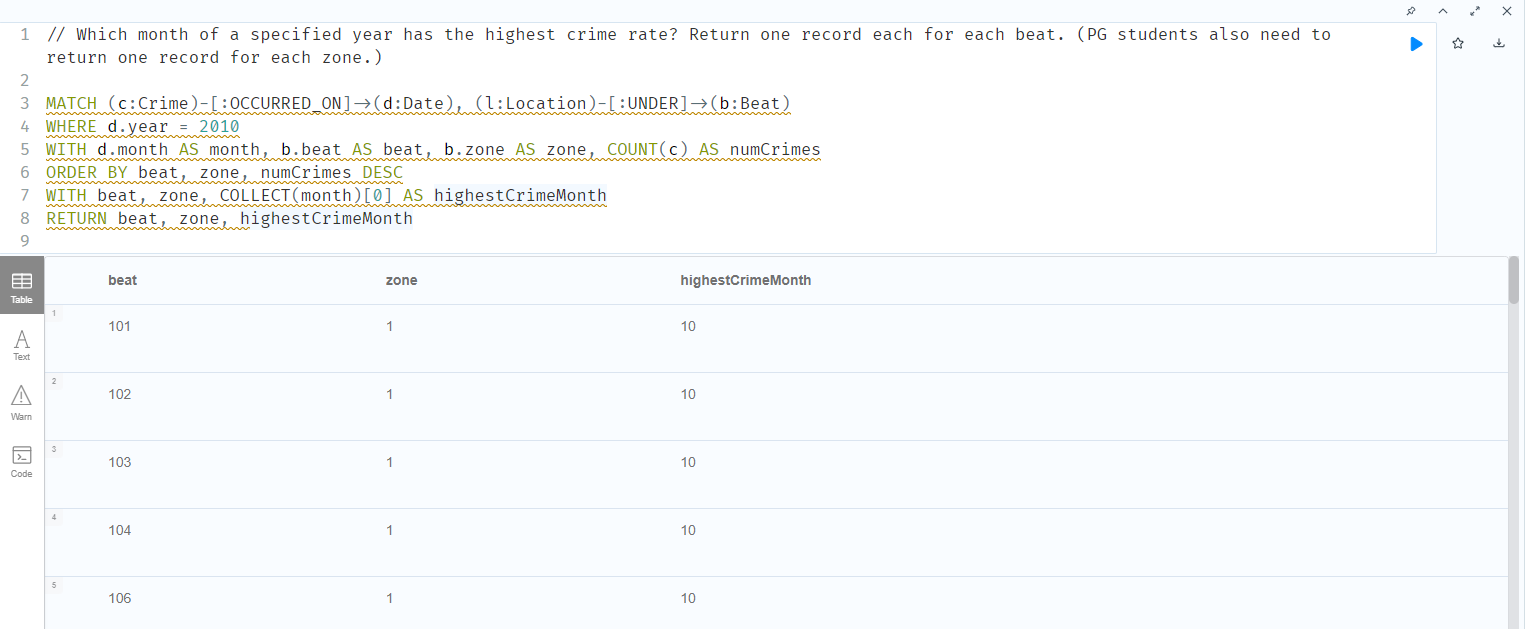 1 // Which month of a specified year has the highest crime rate? Return one record each for each beat. (PG students also need to
return one record for each zone.)
2
3 MATCH (c:Crime)-[:OCCURRED_ON]->(d:Date), (l:Location)-[:UNDER]->(b:Beat)
4 WHERE d.year = 2010
5 WITH d.month AS month, b.beat AS beat, b.zone AS zone, COUNT(c) AS numCrimes
6 ORDER BY beat, zone, numCrimes DESC
7 WITH beat, zone, COLLECT(month)[0] AS highestCrimeMonth
8 RETURN beat, zone, highestCrimeMonth
9
Table
Text
Warn
Code
beat zone highestCrimeMonth
1 101 1 10
2 102 1 10
3 103 1 10
4 104 1 10
5 106 1 10